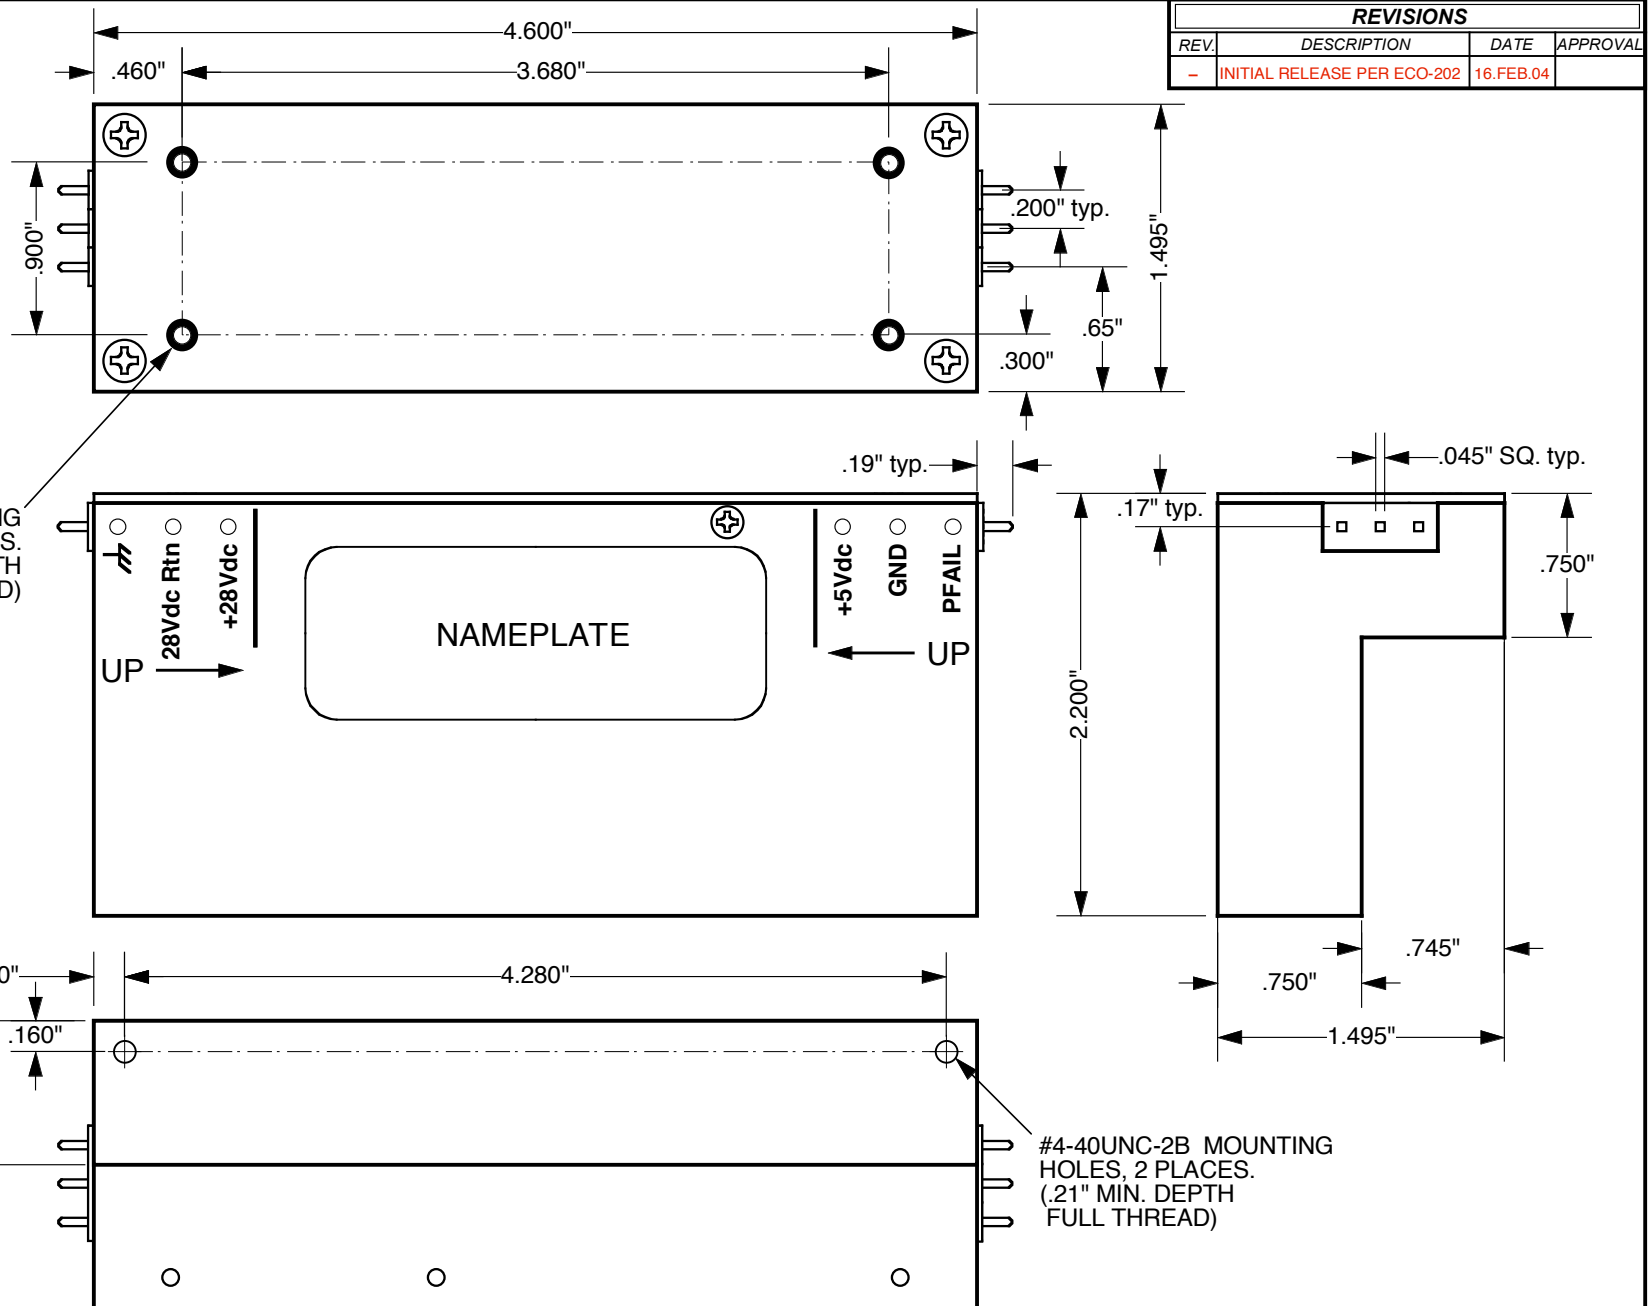 REVISIONS
REV. DESCRIPTION DATE APPROVAL
– INITIAL RELEASE PER ECO-202 16.FEB.04
4.600"
.460" 3.680"
.900"
.200" typ.
1.495"
.65"
.300"
.19" typ.
.045" SQ. typ.
.17" typ.
.750"
NG
S.
TH
D)
28Vdc Rtn
+28Vdc
+5Vdc
GND
PFAIL
NAMEPLATE
UP
UP
2.200"
.745"
.750"
1.495"
0"
4.280"
.160"
#4-40UNC-2B MOUNTING
HOLES, 2 PLACES.
(.21" MIN. DEPTH
FULL THREAD)